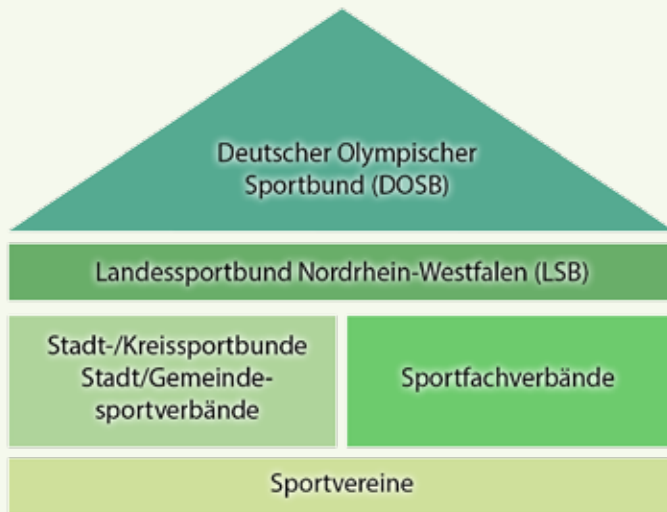 Deutscher Olympischer
Sportbund (DOSB)
Landessportbund Nordrhein-Westfalen (LSB)
Stadt-/Kreissportbunde
Stadt/Gemeinde-
sportverbände
Sportfachverbände
Sportvereine